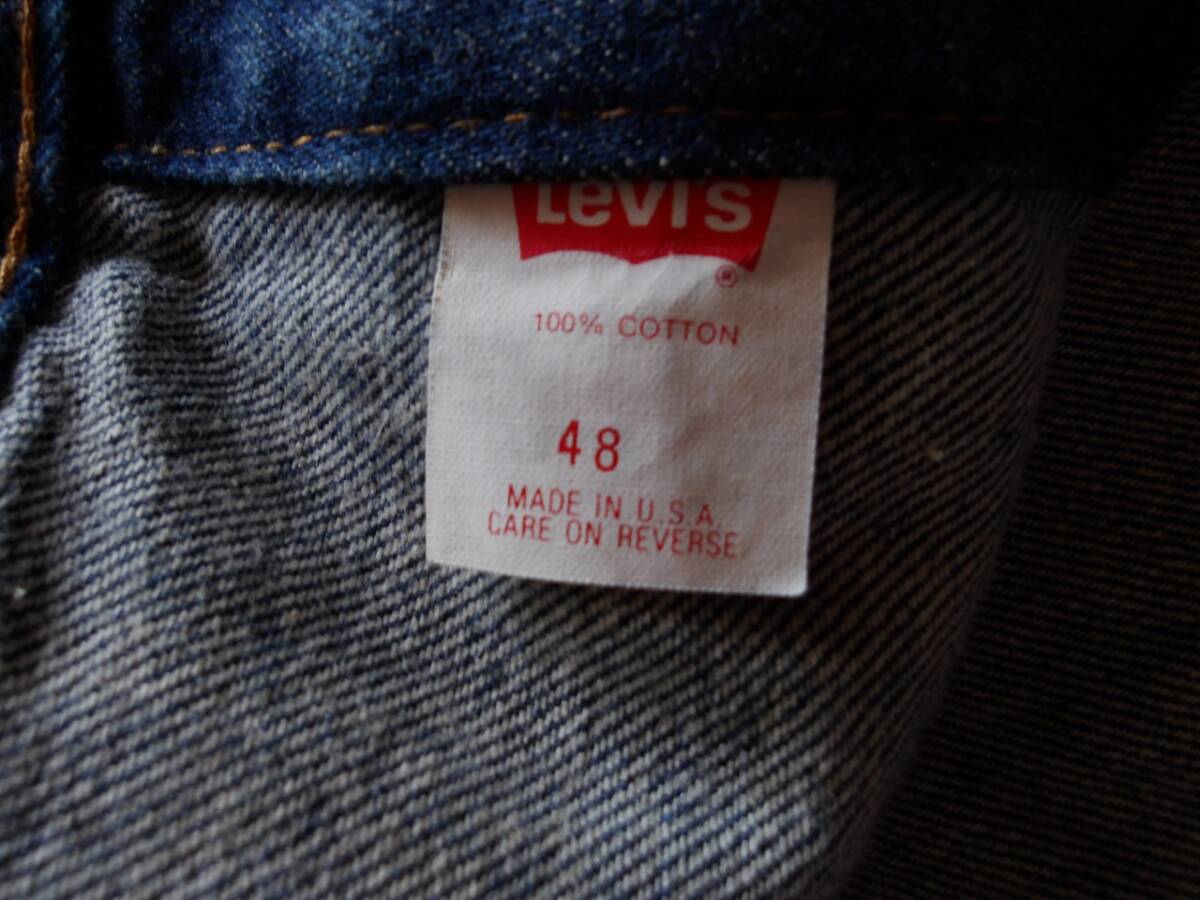 Levi's
®
100% COTTON
48
MADE IN U.S.A.
CARE ON REVERSE